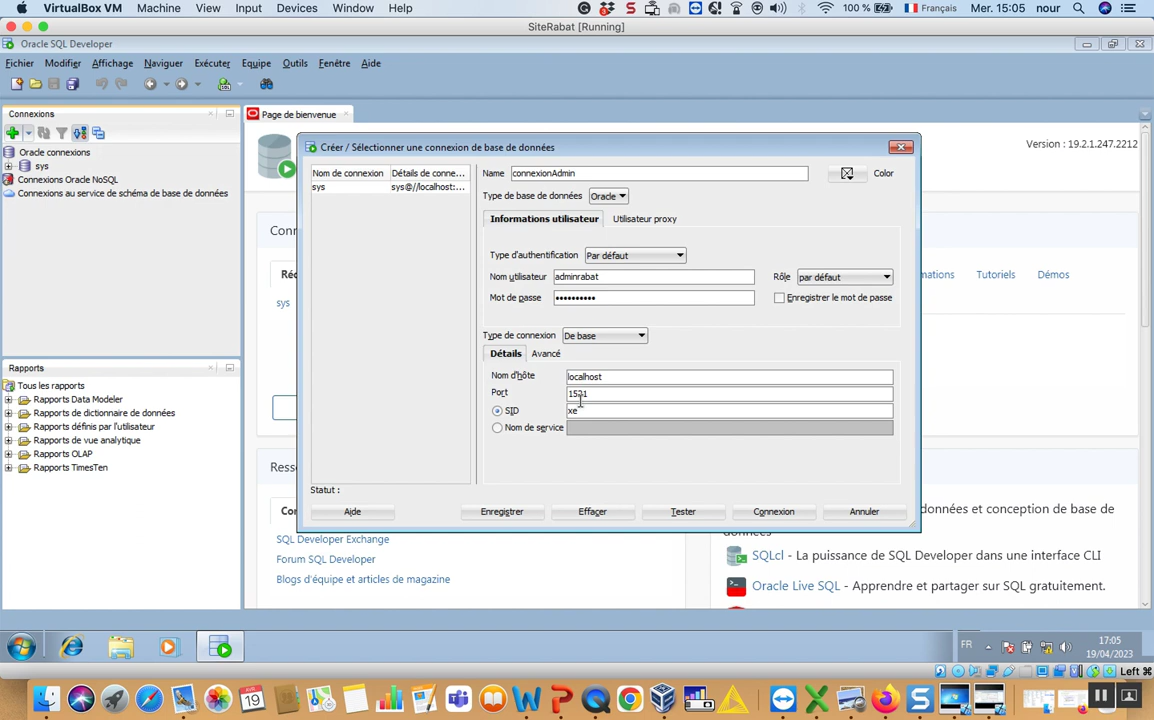 VirtualBox VM Machine View Input Devices Window Help 100 % Français Mer. 15:05 nour
SiteRabat [Running]
Oracle SQL Developer
Fichier Modifier Affichage Naviguer Exécuter Equipe Outils Fenêtre Aide
Connexions
Oracle connexions
sys
Connexions Oracle NoSQL
Connexions au service de schéma de base de données
Rapports
Tous les rapports
Rapports Data Modeler
Rapports de dictionnaire de données
Rapports définis par l'utilisateur
Rapports de vue analytique
Rapports OLAP
Rapports TimesTen
Page de bienvenue
Version : 19.2.1.247.2212
Tutoriels Démos
sys
Créer / Sélectionner une connexion de base de données
Nom de connexion Détails de conne...
sys sys@//localhost:...
Name connexionAdmin Color
Type de base de données Oracle
Informations utilisateur Utilisateur proxy
Type d'authentification Par défaut
Nom utilisateur adminrabat Rôle par défaut
Mot de passe •••••••••• Enregistrer le mot de passe
Type de connexion De base
Détails Avancé
Nom d'hôte localhost
Port 1521
SID xe
Nom de service
Statut :
Aide Enregistrer Effacer Tester Connexion Annuler
SQL Developer Exchange
Forum SQL Developer
Blogs d'équipe et articles de magazine
données et conception de base de
données
SQLcl - La puissance de SQL Developer dans une interface CLI
Oracle Live SQL - Apprendre et partager sur SQL gratuitement.
FR 17:05
19/04/2023
Left ⌘